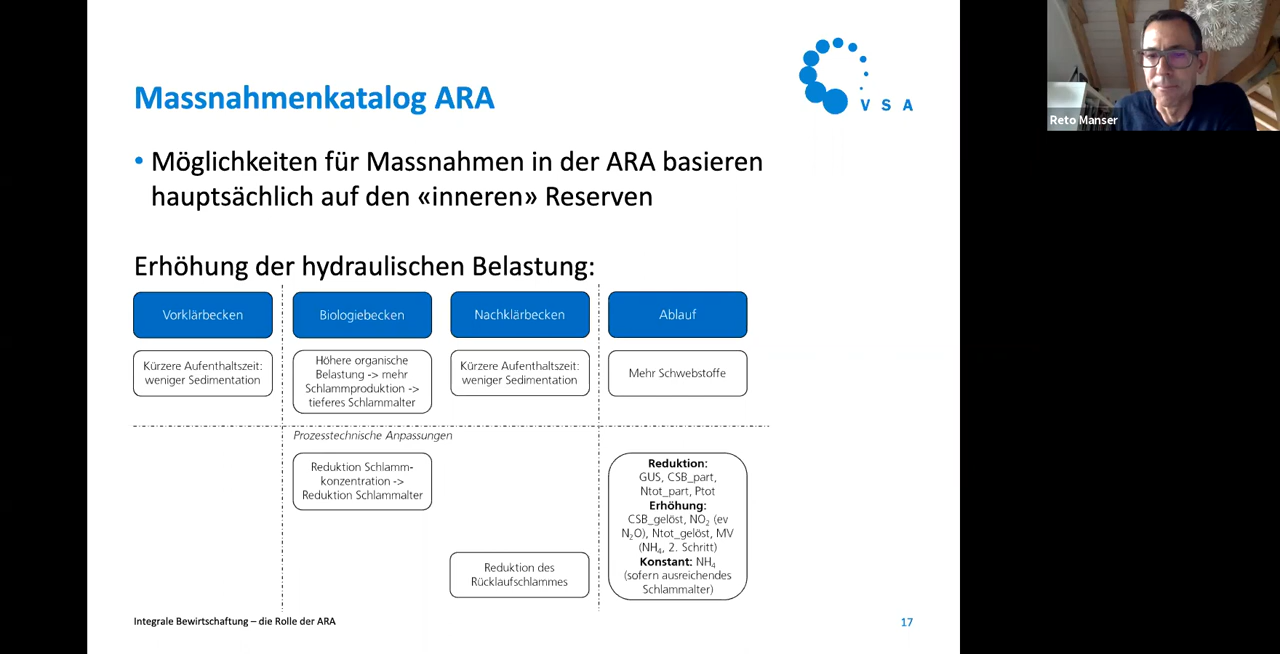 Massnahmenkatalog ARA
VSA
Reto Manser
• Möglichkeiten für Massnahmen in der ARA basieren
hauptsächlich auf den «inneren» Reserven
Erhöhung der hydraulischen Belastung:
Vorklärbecken
Biologiebecken
Nachklärbecken
Ablauf
Kürzere Aufenthaltszeit:
weniger Sedimentation
Höhere organische
Belastung -> mehr
Schlammproduktion ->
tieferes Schlammalter
Kürzere Aufenthaltszeit:
weniger Sedimentation
Mehr Schwebstoffe
Prozesstechnische Anpassungen
Reduktion Schlamm-
konzentration ->
Reduktion Schlammalter
Reduktion des
Rücklaufschlammes
Reduktion:
GUS, CSB_part,
Ntot_part, Ptot
Erhöhung:
CSB_gelöst, NO₂ (ev
N₂O), Ntot_gelöst, MV
(NH₄, 2. Schritt)
Konstant: NH₄
(sofern ausreichendes
Schlammalter)
Integrale Bewirtschaftung – die Rolle der ARA
17